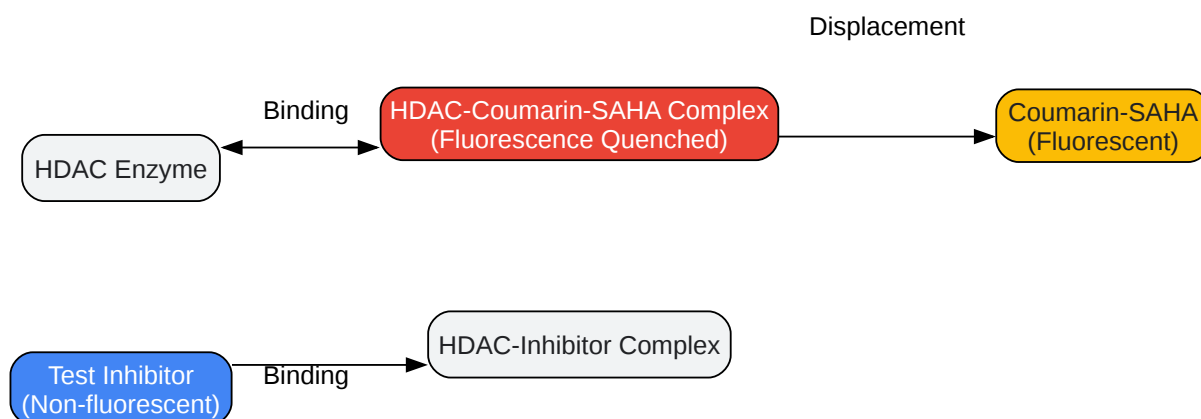 Displacement
Binding
HDAC-Coumarin-SAHA Complex
(Fluorescence Quenched)
Coumarin-SAHA
(Fluorescent)
HDAC Enzyme
HDAC-Inhibitor Complex
Test Inhibitor
(Non-fluorescent)
Binding